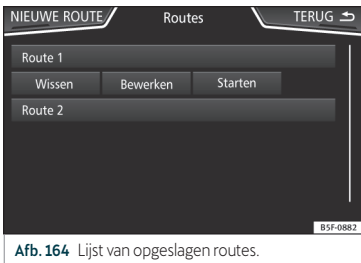 NIEUWE ROUTE Routes TERUG
Route 1
Wissen Bewerken Starten
Route 2
B5F-0882
Afb. 164 Lijst van opgeslagen routes.